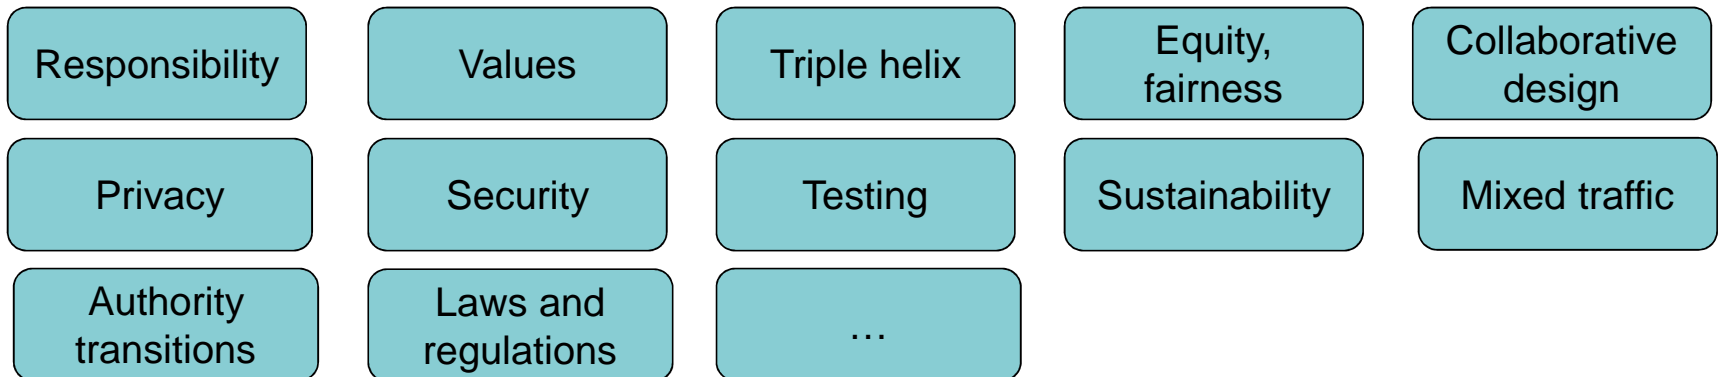 Responsibility
Values
Triple helix
Equity,
fairness
Collaborative
design
Privacy
Security
Testing
Sustainability
Mixed traffic
Authority
transitions
Laws and
regulations
…